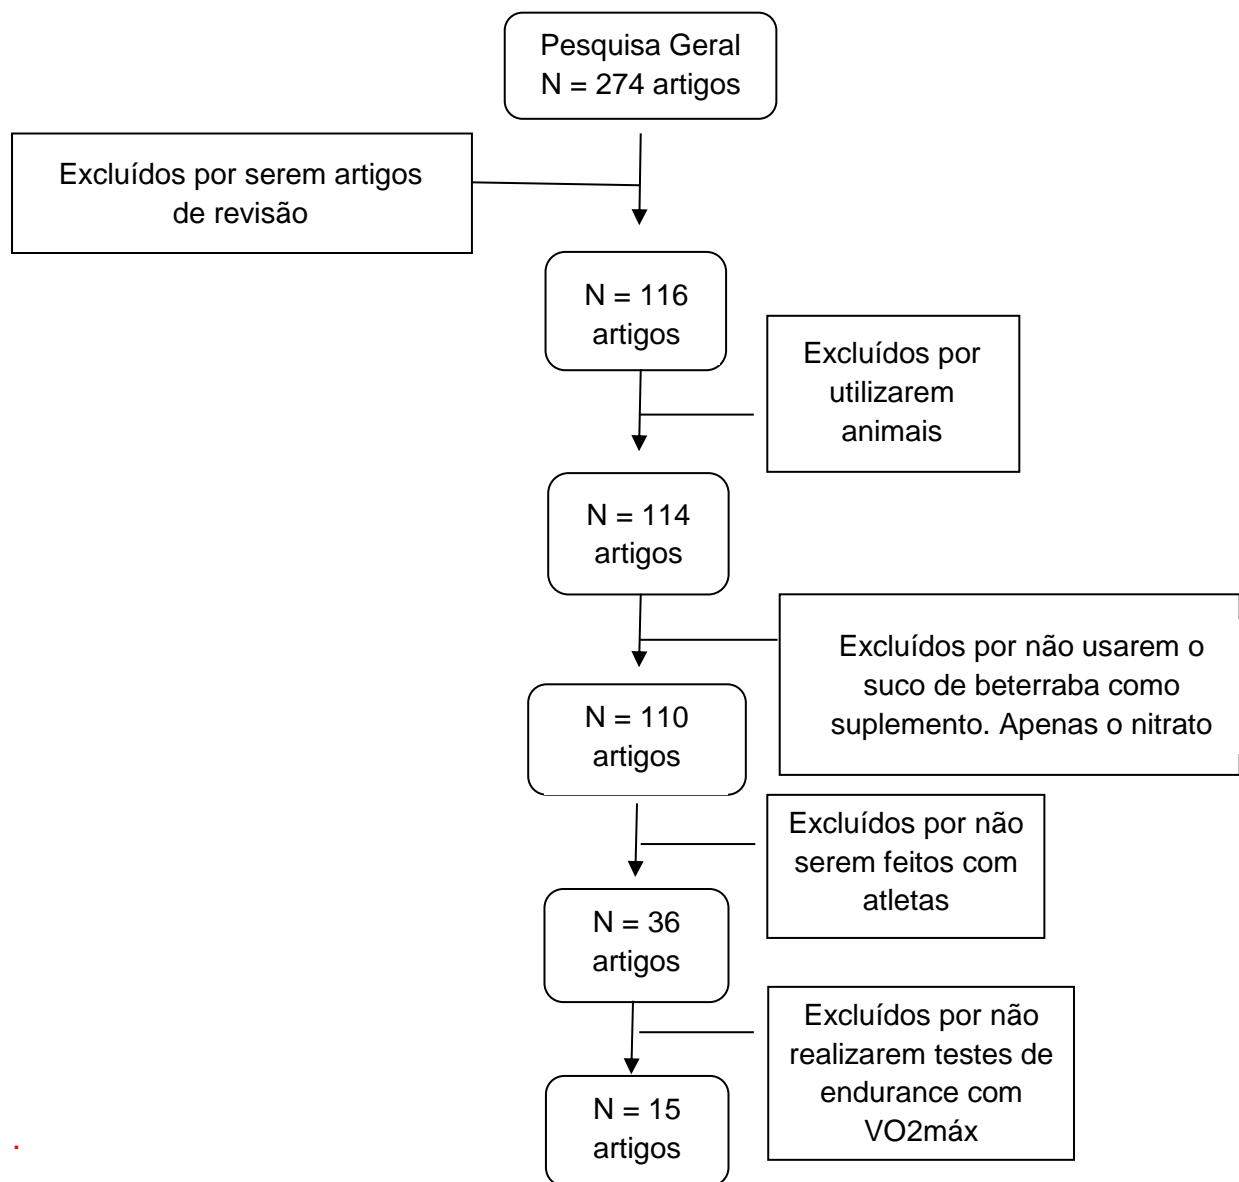 Pesquisa Geral
N = 274 artigos
Excluídos por serem artigos
de revisão
N = 116
artigos
Excluídos por
utilizarem
animais
N = 114
artigos
Excluídos por não usarem o
suco de beterraba como
suplemento. Apenas o nitrato
N = 110
artigos
Excluídos por não
serem feitos com
atletas
N = 36
artigos
Excluídos por não
realizarem testes de
endurance com
VO2máx
N = 15
artigos
.